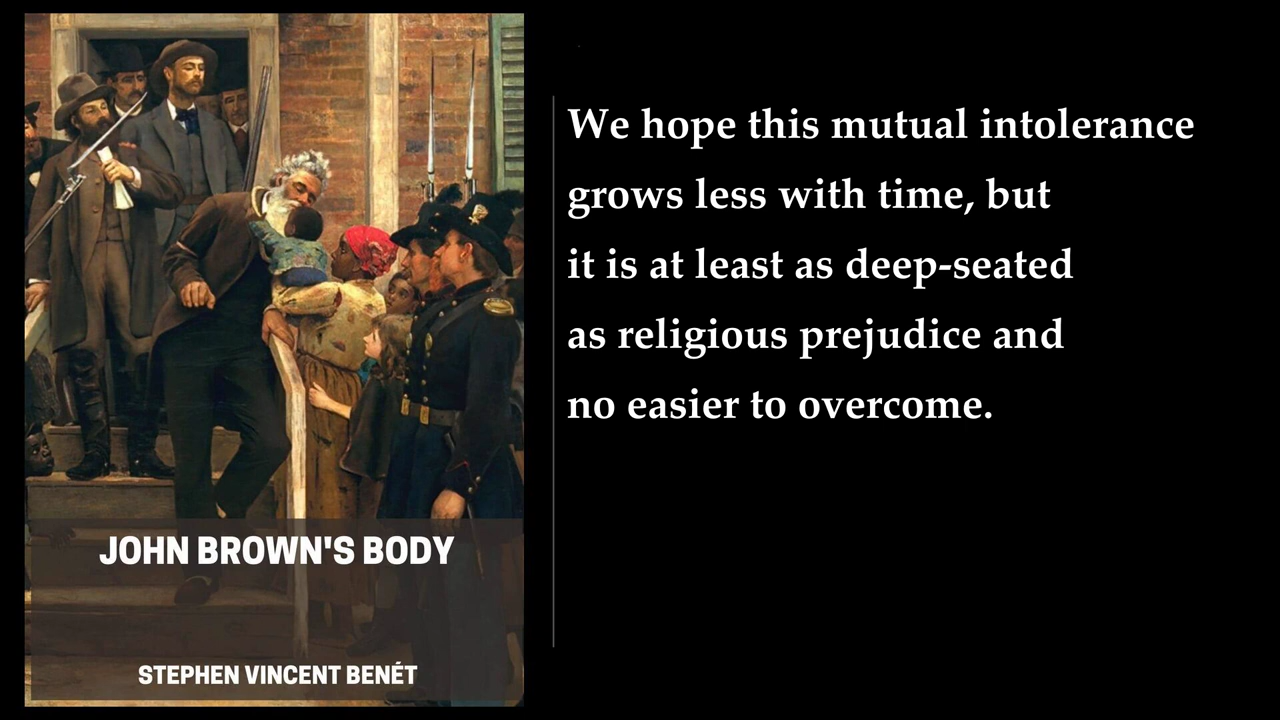 JOHN BROWN'S BODY
STEPHEN VINCENT BENÉT
We hope this mutual intolerance
grows less with time, but
it is at least as deep-seated
as religious prejudice and
no easier to overcome.